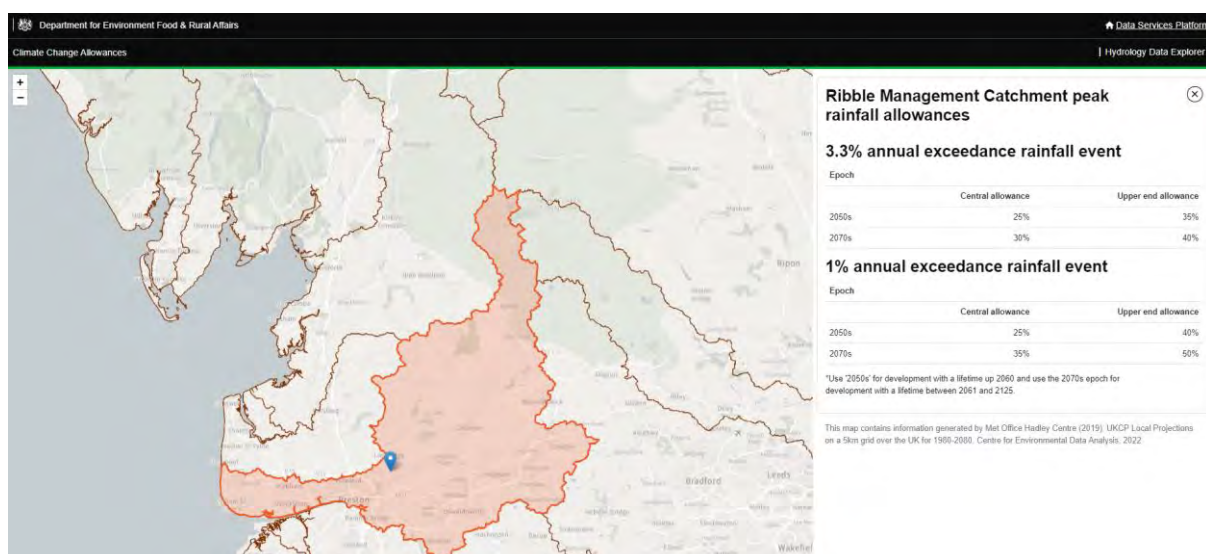 Department for Environment Food & Rural Affairs
Data Services Platform
Climate Change Allowances
Hydrology Data Explorer
+
−
Ribble Management Catchment peak
rainfall allowances
3.3% annual exceedance rainfall event
Epoch
Central allowance Upper end allowance
2050s 25% 35%
2070s 30% 40%
1% annual exceedance rainfall event
Epoch
Central allowance Upper end allowance
2050s 25% 40%
2070s 35% 50%
*Use '2050s' for development with a lifetime up 2060 and use the 2070s epoch for
development with a lifetime between 2061 and 2125.
This map contains information generated by Met Office Hadley Centre (2019): UKCP Local Projections
on a 5km grid over the UK for 1980-2080. Centre for Environmental Data Analysis, 2022
Ripon
Preston
Bradford
Leeds
Wakefield